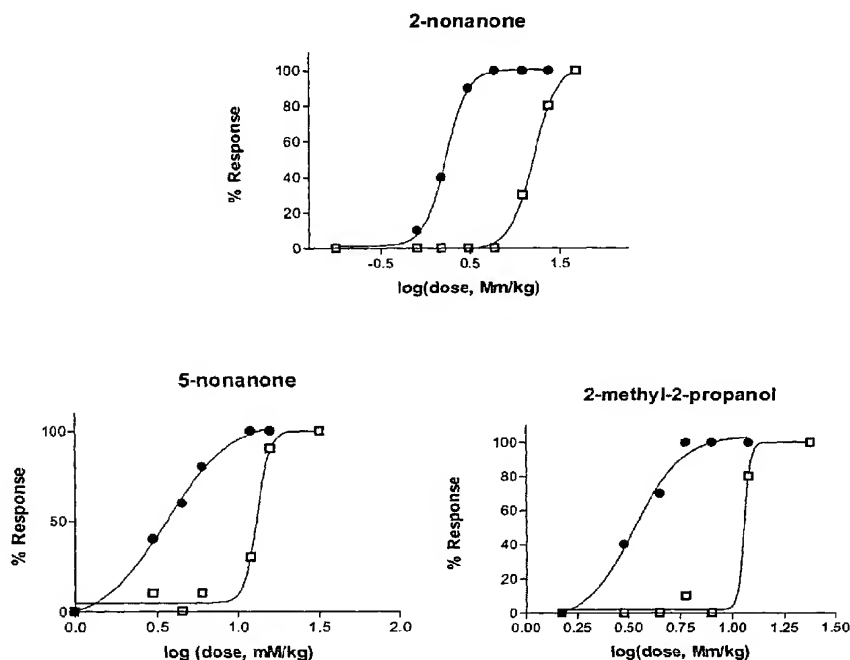 2-nonanone
100
80
60
40
20
0
% Response
-0.5 0.5 1.5
log(dose, Mm/kg)
5-nonanone
100
50
0
% Response
0.0 0.5 1.0 1.5 2.0
log (dose, mM/kg)
2-methyl-2-propanol
100
80
60
40
20
0
% Response
0.00 0.25 0.50 0.75 1.00 1.25 1.50
log(dose, Mm/kg)